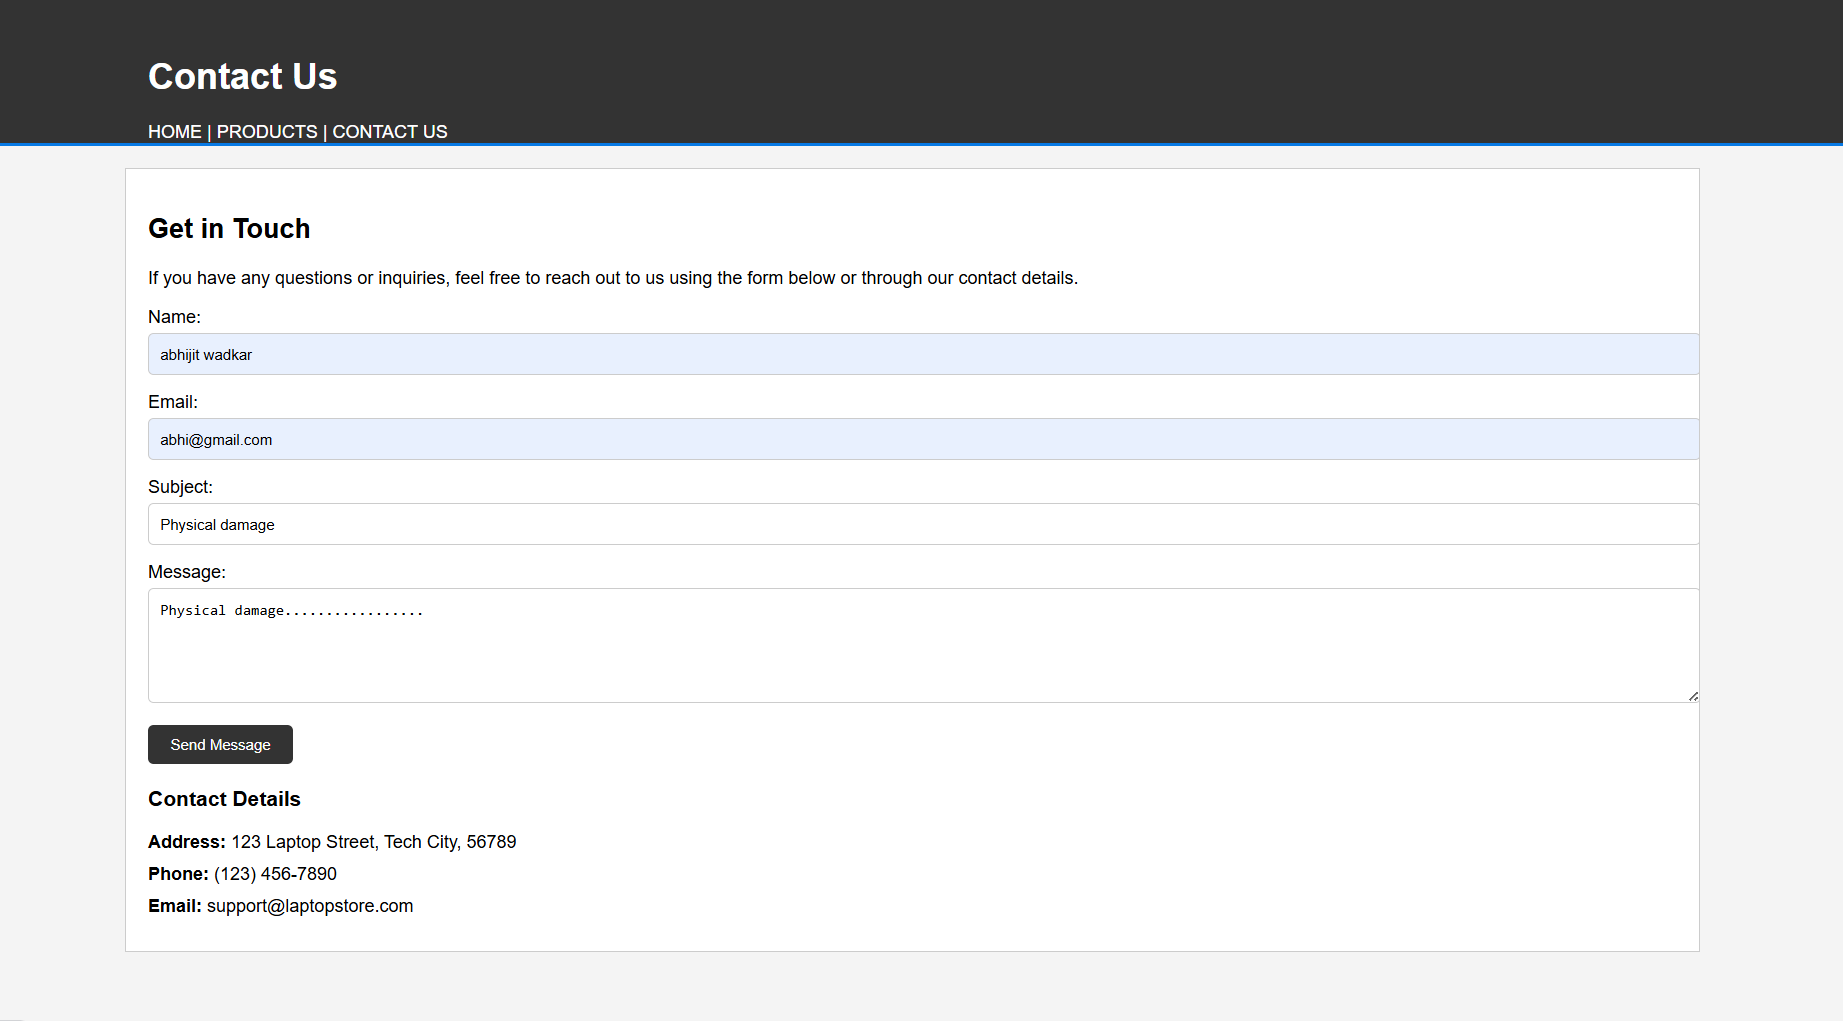 Contact Us
HOME | PRODUCTS | CONTACT US
Get in Touch
If you have any questions or inquiries, feel free to reach out to us using the form below or through our contact details.
Name:
abhijit wadkar
Email:
abhi@gmail.com
Subject:
Physical damage
Message:
Physical damage.................
Send Message
Contact Details
Address: 123 Laptop Street, Tech City, 56789
Phone: (123) 456-7890
Email: support@laptopstore.com